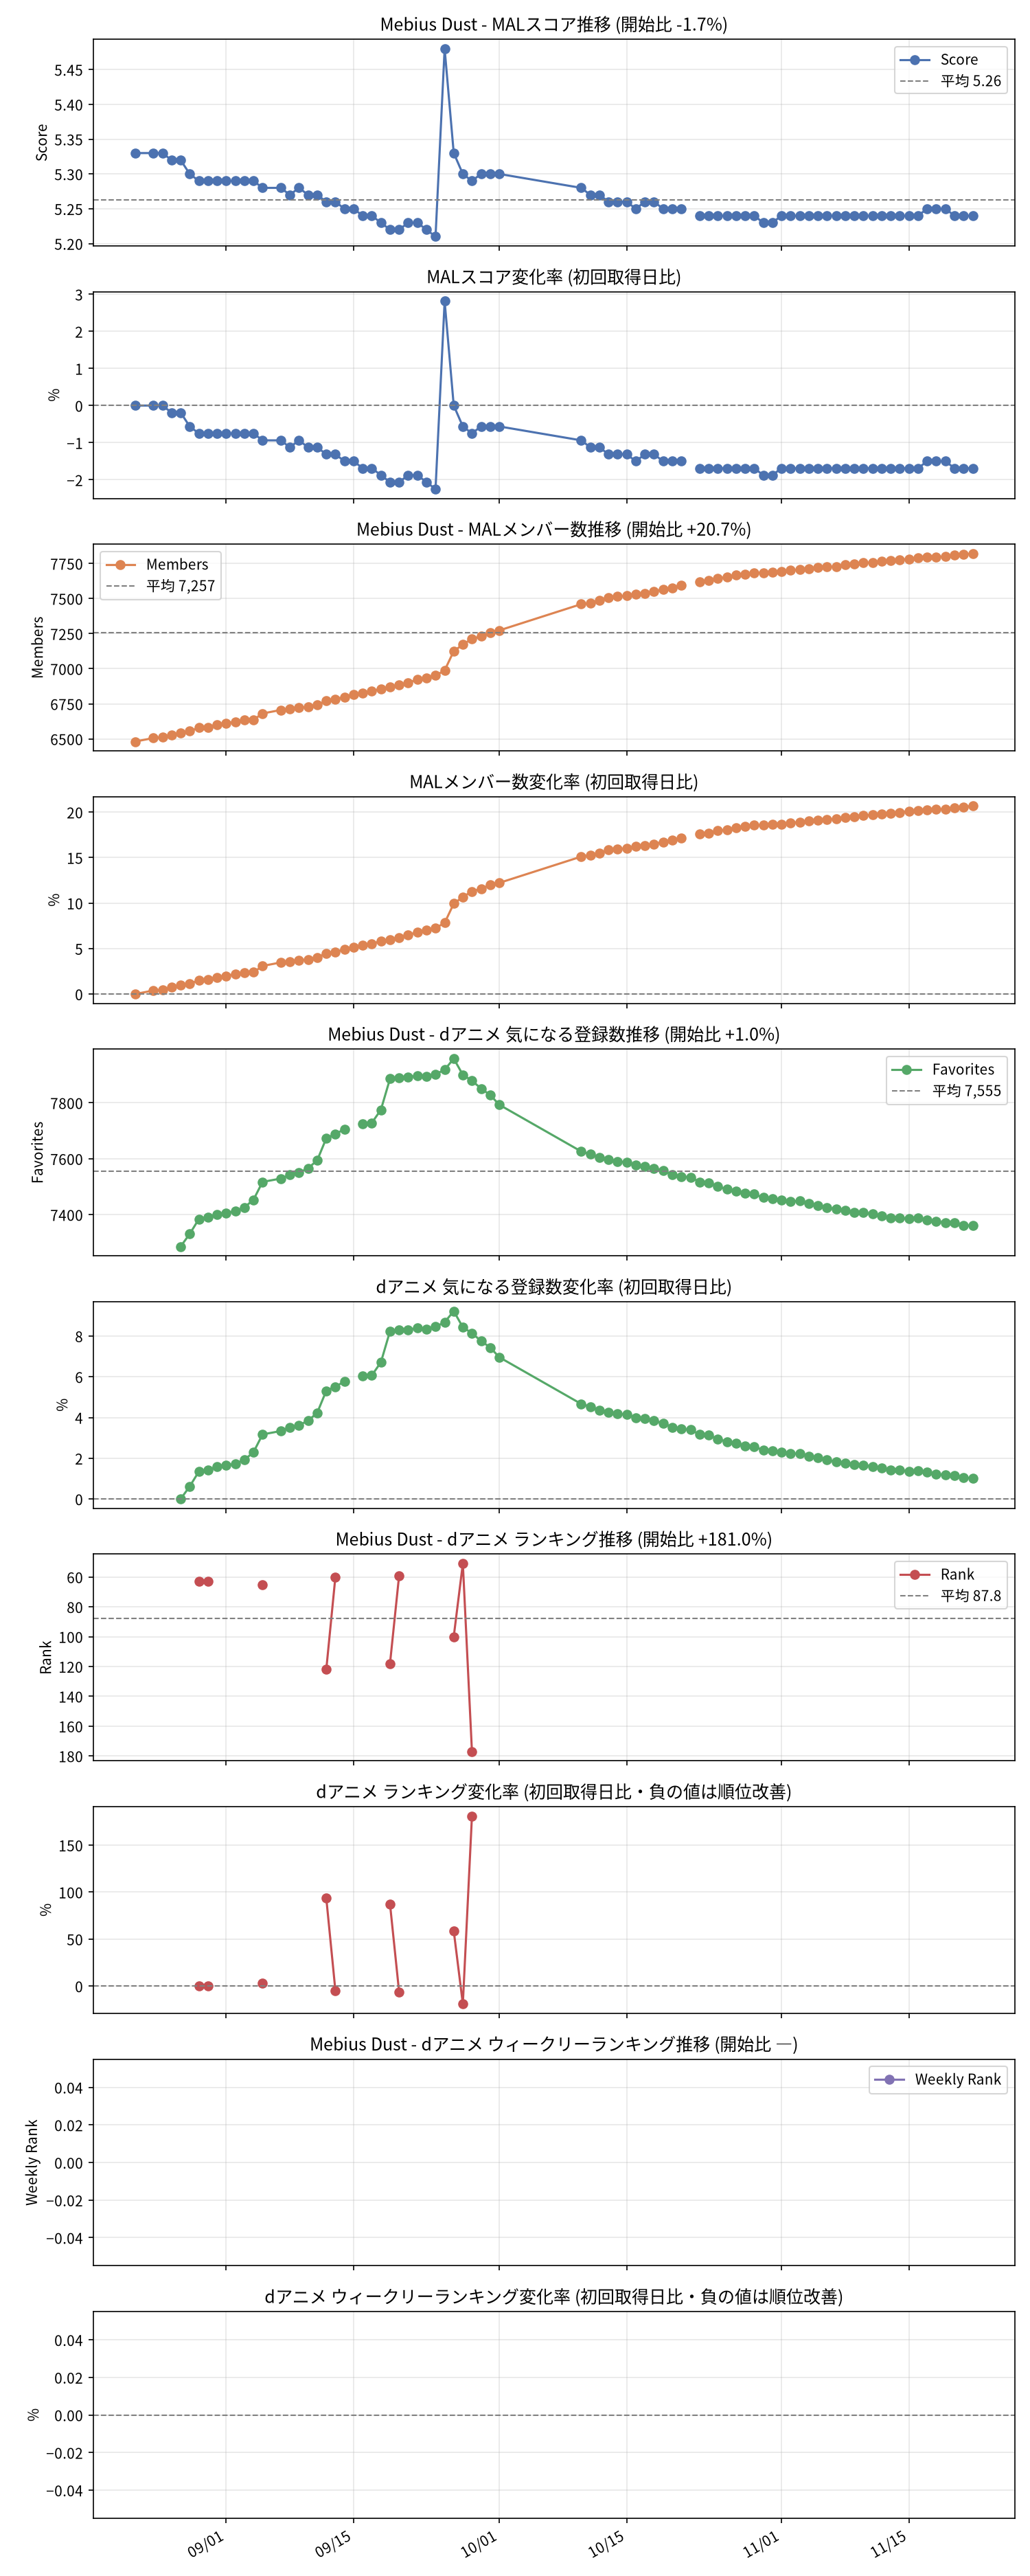 Mebius Dust - MALスコア推移 (開始比 -1.7%)
Score
5.45
5.40
5.35
5.30
5.25
5.20
Score
平均 5.26
MALスコア変化率 (初回取得日比)
%
3
2
1
0
−1
−2
Mebius Dust - MALメンバー数推移 (開始比 +20.7%)
Members
7750
7500
7250
7000
6750
6500
Members
平均 7,257
MALメンバー数変化率 (初回取得日比)
%
20
15
10
5
0
Mebius Dust - dアニメ 気になる登録数推移 (開始比 +1.0%)
Favorites
7800
7600
7400
Favorites
平均 7,555
dアニメ 気になる登録数変化率 (初回取得日比)
%
8
6
4
2
0
Mebius Dust - dアニメ ランキング推移 (開始比 +181.0%)
Rank
60
80
100
120
140
160
180
Rank
平均 87.8
dアニメ ランキング変化率 (初回取得日比・負の値は順位改善)
%
150
100
50
0
Mebius Dust - dアニメ ウィークリーランキング推移 (開始比 —)
Weekly Rank
0.04
0.02
0.00
−0.02
−0.04
Weekly Rank
dアニメ ウィークリーランキング変化率 (初回取得日比・負の値は順位改善)
%
0.04
0.02
0.00
−0.02
−0.04
09/01
09/15
10/01
10/15
11/01
11/15